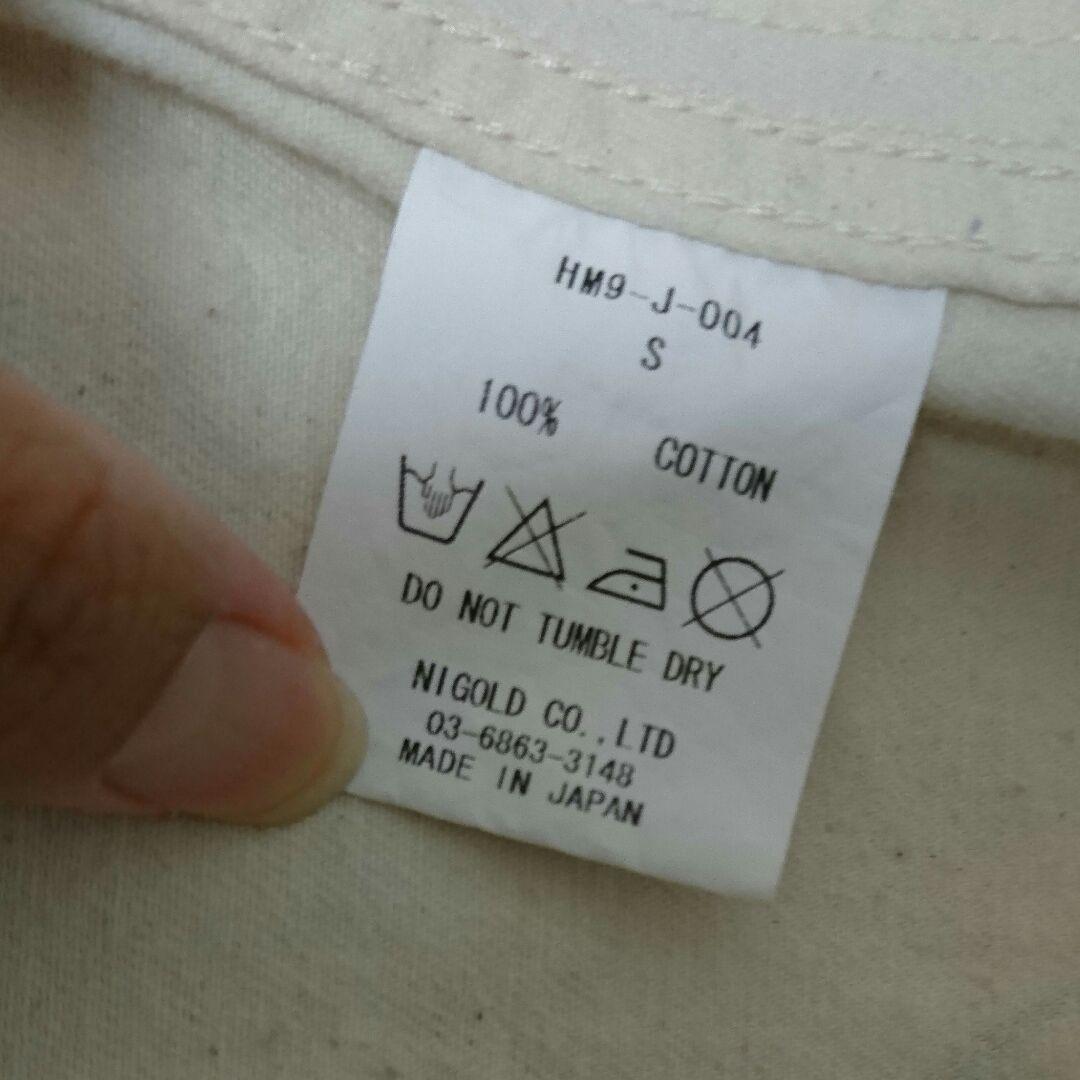 HM9-J-004
S
100% COTTON
DO NOT TUMBLE DRY
NIGOLD CO.,LTD
03-6863-3148
MADE IN JAPAN